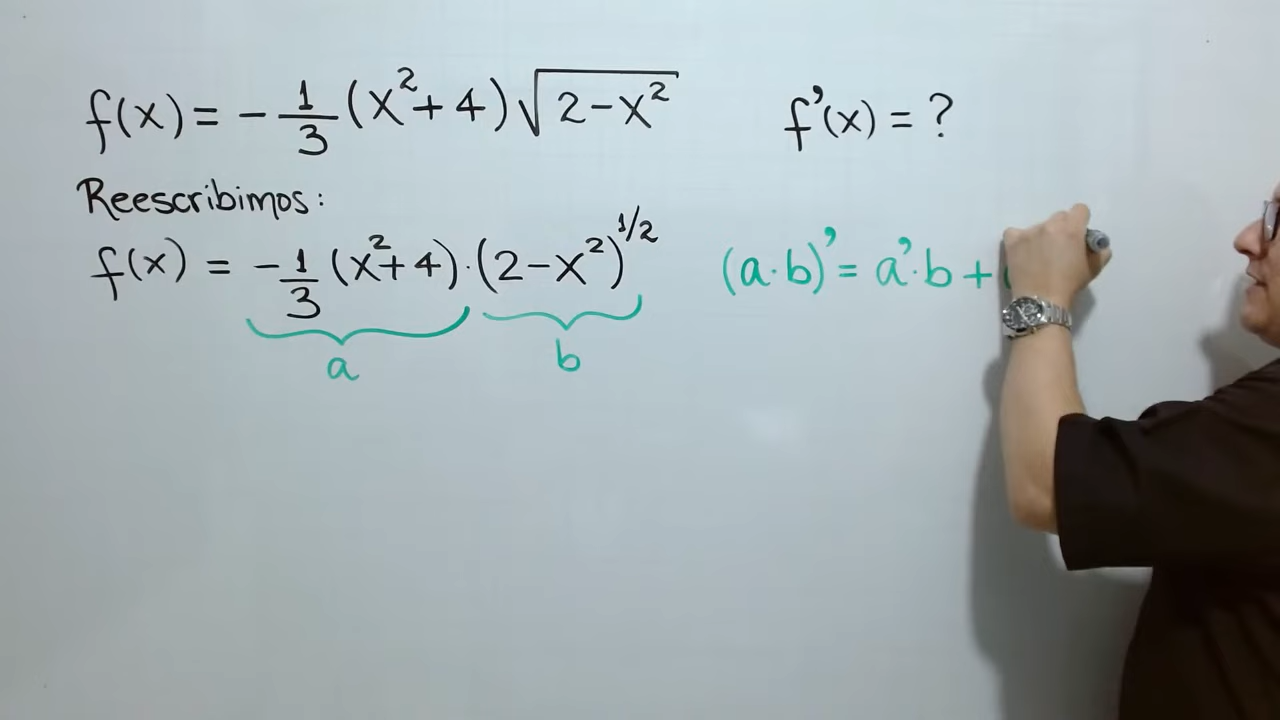 f(x) = - 1/3 (x²+4)√(2-x²) f'(x) = ?
Reescribimos:
f(x) = - 1/3 (x²+4)·(2-x²)^1/2 (a·b)' = a'·b +
a b